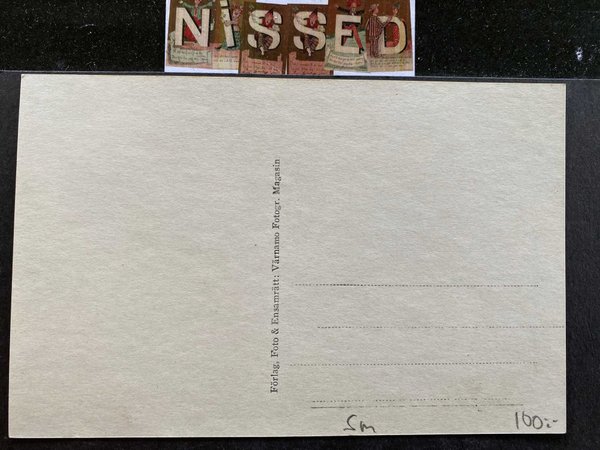 NiSSED
Förlag, Foto & Ensamrätt: Värnamo Fotogr. Magasin
Sm
100:-